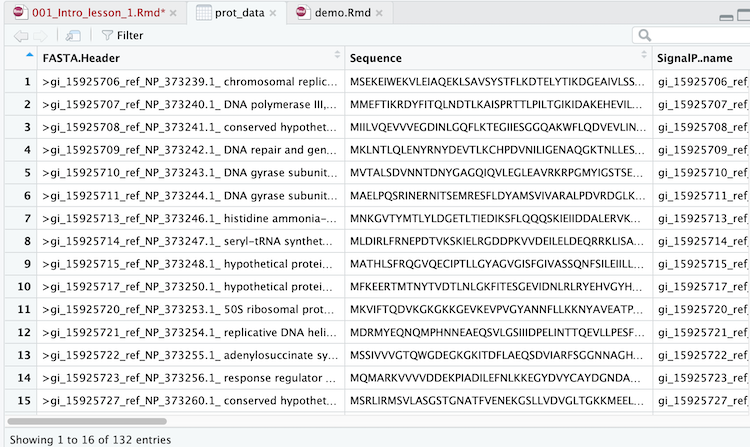 001_Intro_lesson_1.Rmd* prot_data demo.Rmd
Filter
FASTA.Header Sequence SignalP..name
1 >gi_15925706_ref_NP_373239.1_ chromosomal replic... MSEKEIWEKVLEIAQEKLSAVSYSTFLKDTELYTIKDGEAIVLSS... gi_15925706_ref_
2 >gi_15925707_ref_NP_373240.1_ DNA polymerase III,... MMEFTIKRDYFITQLNDTLKAISPRTTLPILTGIKIDAKEHEVIL... gi_15925707_ref_
3 >gi_15925708_ref_NP_373241.1_ conserved hypothet... MIILVQEVVVEGDINLGQFLKTEGIIESGGQAKWFLQDVEVLIN... gi_15925708_ref_
4 >gi_15925709_ref_NP_373242.1_ DNA repair and gen... MKLNTLQLENYRNYDEVTLKCHPDVNILIGENAQGKTNLLES... gi_15925709_ref_
5 >gi_15925710_ref_NP_373243.1_ DNA gyrase subunit... MVTALSDVNNTDNYGAGQIQVLEGLEAVRKRPGMYIGSTSE... gi_15925710_ref_
6 >gi_15925711_ref_NP_373244.1_ DNA gyrase subunit... MAELPQSRINERNITSEMRESFLDYAMSVIVARALPDVRDGLK... gi_15925711_ref_
7 >gi_15925713_ref_NP_373246.1_ histidine ammonia-... MNKGVTYMTLYLDGETLTIEDIKSFLQQQSKIEIIDDALERVK... gi_15925713_ref_
8 >gi_15925714_ref_NP_373247.1_ seryl-tRNA synthet... MLDIRLFRNEPDTVKSKIELRGDDPKVVDEILELDEQRRKLISA... gi_15925714_ref_
9 >gi_15925715_ref_NP_373248.1_ hypothetical protei... MATHLSFRQGVQECIPTLLGYAGVGISFGIVASSQNFSILEIILL... gi_15925715_ref_
10 >gi_15925717_ref_NP_373250.1_ hypothetical protei... MFKEERTMTNYTVDTLNLGKFITESGEVIDNLRLRYEHVGYH... gi_15925717_ref_
11 >gi_15925720_ref_NP_373253.1_ 50S ribosomal prot... MKVIFTQDVKGKGKKGEVKEVPVGYANNFLLKKNYAVEATP... gi_15925720_ref_
12 >gi_15925721_ref_NP_373254.1_ replicative DNA heli... MDRMYEQNQMPHNNEAEQSVLGSIIIDPELINTTQEVLLPESF... gi_15925721_ref_
13 >gi_15925722_ref_NP_373255.1_ adenylosuccinate sy... MSSIVVVGTQWGDEGKGKITDFLAEQSDVIARFSGGNNAGH... gi_15925722_ref_
14 >gi_15925723_ref_NP_373256.1_ response regulator ... MQMARKVVVVDDEKPIADILEFNLKKEGYDVYCAYDGNDA... gi_15925723_ref_
15 >gi_15925727_ref_NP_373260.1_ conserved hypothet... MSRLIRMSVLASGSTGNATFVENEKGSLLVDVGLTGKKMEEL... gi_15925727_ref_
Showing 1 to 16 of 132 entries